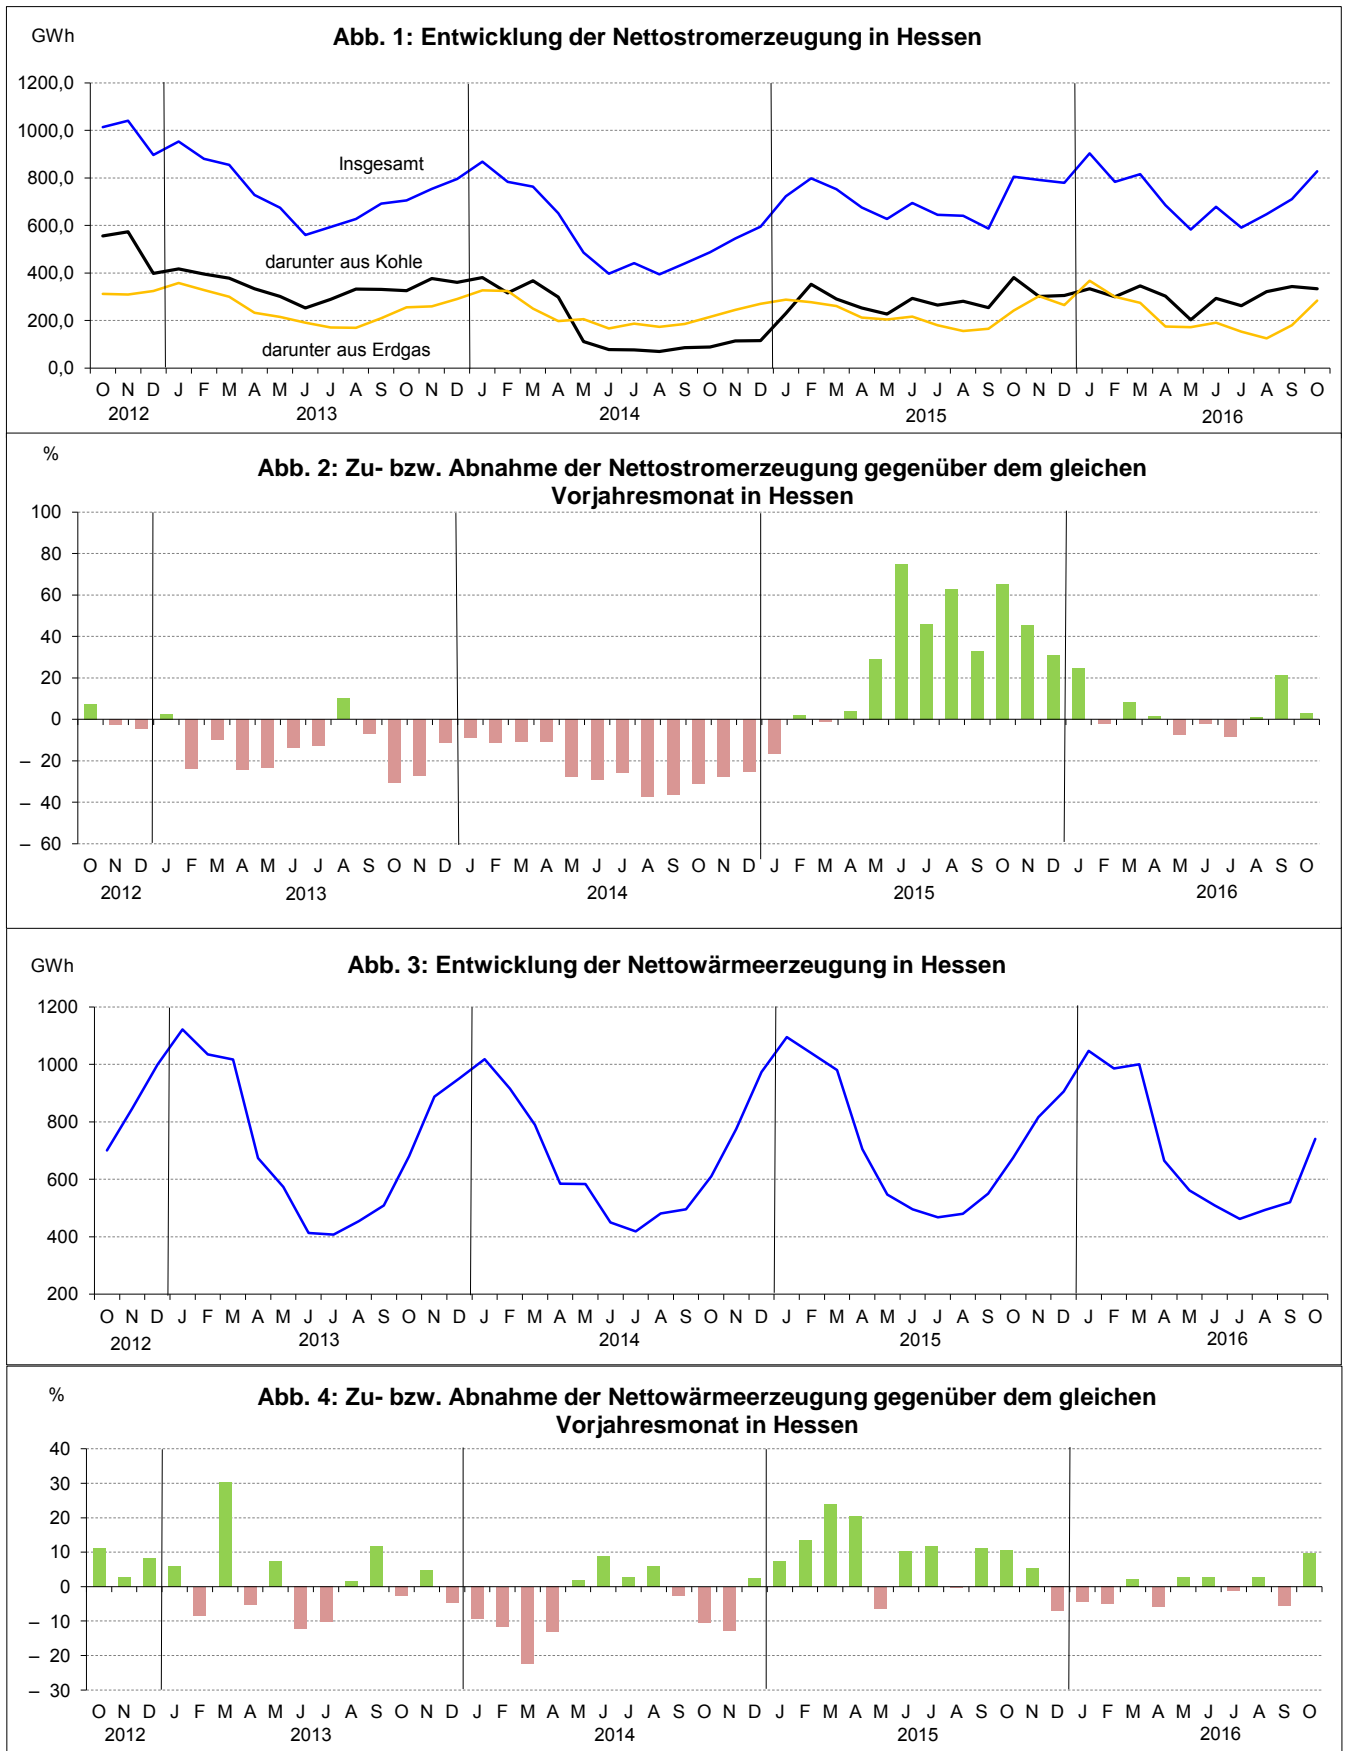 GWh
Abb. 1: Entwicklung der Nettostromerzeugung in Hessen
1200,0
1000,0
800,0
600,0
400,0
200,0
0,0
Insgesamt
darunter aus Kohle
darunter aus Erdgas
O N D J F M A M J J A S O N D J F M A M J J A S O N D J F M A M J J A S O N D J F M A M J J A S O
2012 2013 2014 2015 2016
%
Abb. 2: Zu- bzw. Abnahme der Nettostromerzeugung gegenüber dem gleichen
Vorjahresmonat in Hessen
100
80
60
40
20
0
– 20
– 40
– 60
O N D J F M A M J J A S O N D J F M A M J J A S O N D J F M A M J J A S O N D J F M A M J J A S O
2012 2013 2014 2015 2016
GWh
Abb. 3: Entwicklung der Nettowärmeerzeugung in Hessen
1200
1000
800
600
400
200
O N D J F M A M J J A S O N D J F M A M J J A S O N D J F M A M J J A S O N D J F M A M J J A S O
2012 2013 2014 2015 2016
%
Abb. 4: Zu- bzw. Abnahme der Nettowärmeerzeugung gegenüber dem gleichen
Vorjahresmonat in Hessen
40
30
20
10
0
– 10
– 20
– 30
O N D J F M A M J J A S O N D J F M A M J J A S O N D J F M A M J J A S O N D J F M A M J J A S O
2012 2013 2014 2015 2016